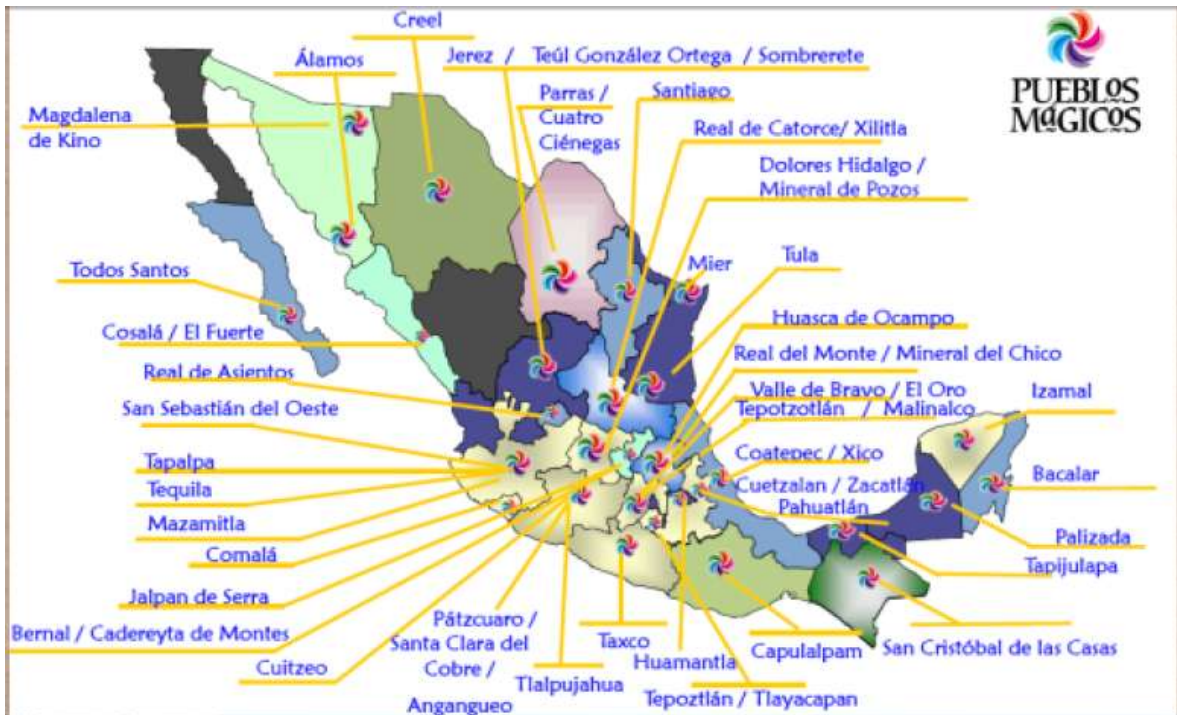 Creel
Álamos
Jerez / Teúl González Ortega / Sombrerete
PUEBLOS
MÁGICOS
Magdalena
de Kino
Parras /
Cuatro
Ciénegas
Santiago
Real de Catorce/ Xilitla
Dolores Hidalgo /
Mineral de Pozos
Todos Santos
Mier
Tula
Cosalá / El Fuerte
Huasca de Ocampo
Real de Asientos
Real del Monte / Mineral del Chico
San Sebastián del Oeste
Valle de Bravo / El Oro
Tepotzotlán / Malinalco
Izamal
Tapalpa
Coatepec / Xico
Tequila
Cuetzalan / Zacatlán
Pahuatlán
Bacalar
Mazamitla
Palizada
Comalá
Tapijulapa
Jalpan de Serra
Bernal / Cadereyta de Montes
Cuitzeo
Pátzcuaro /
Santa Clara del
Cobre /
Angangueo
Tlalpujahua
Taxco
Huamantla
Capulalpam
San Cristóbal de las Casas
Tepoztlán / Tlayacapan